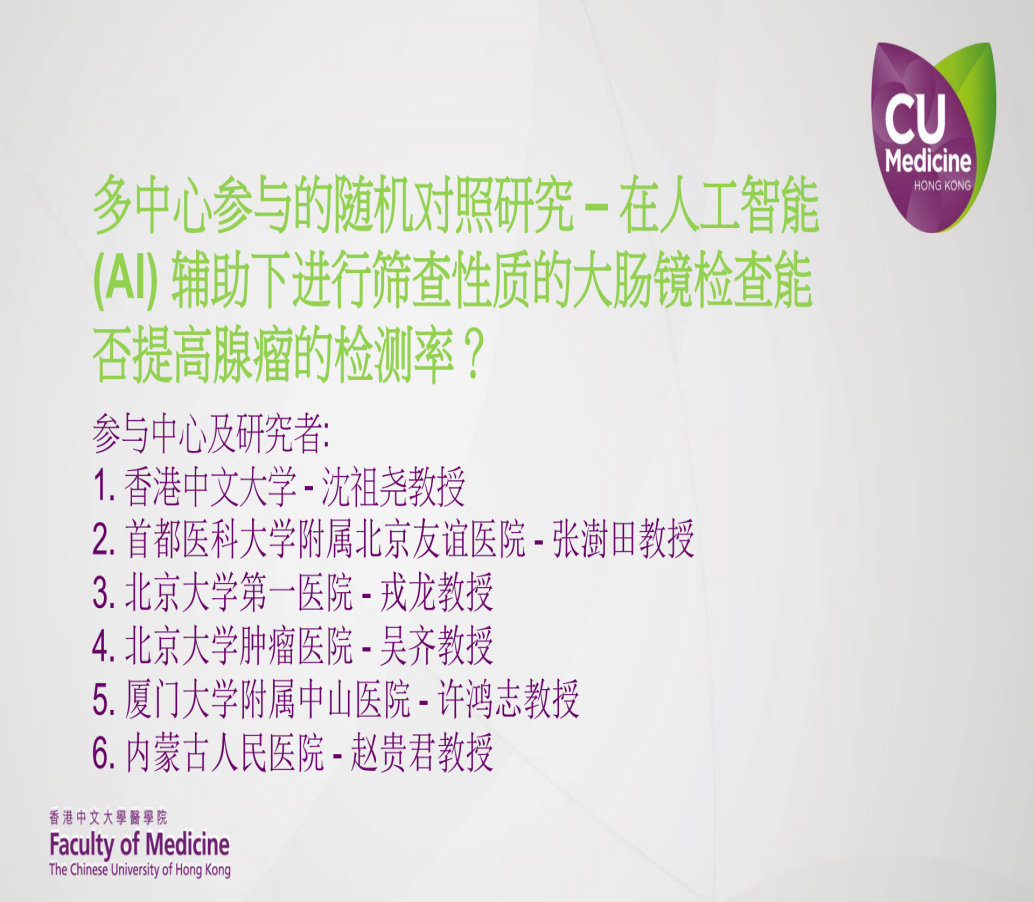 CU
Medicine
HONG KONG
多中心参与的随机对照研究 – 在人工智能
(AI) 辅助下进行筛查性质的大肠镜检查能
否提高腺瘤的检测率？
参与中心及研究者:
1. 香港中文大学 - 沈祖尧教授
2. 首都医科大学附属北京友谊医院 - 张澍田教授
3. 北京大学第一医院 - 戎龙教授
4. 北京大学肿瘤医院 - 吴齐教授
5. 厦门大学附属中山医院 - 许鸿志教授
6. 内蒙古人民医院 - 赵贵君教授
香港中文大學醫學院
Faculty of Medicine
The Chinese University of Hong Kong